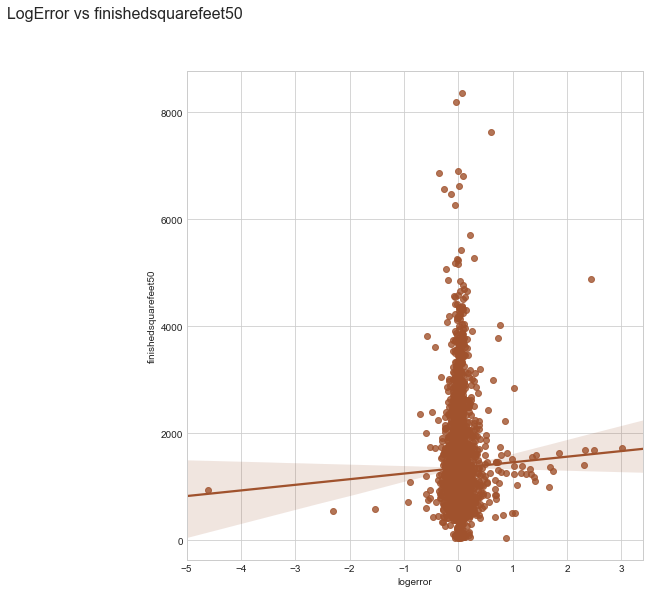 LogError vs finishedsquarefeet50
8000
6000
4000
2000
0
finishedsquarefeet50
−5 −4 −3 −2 −1 0 1 2 3
logerror